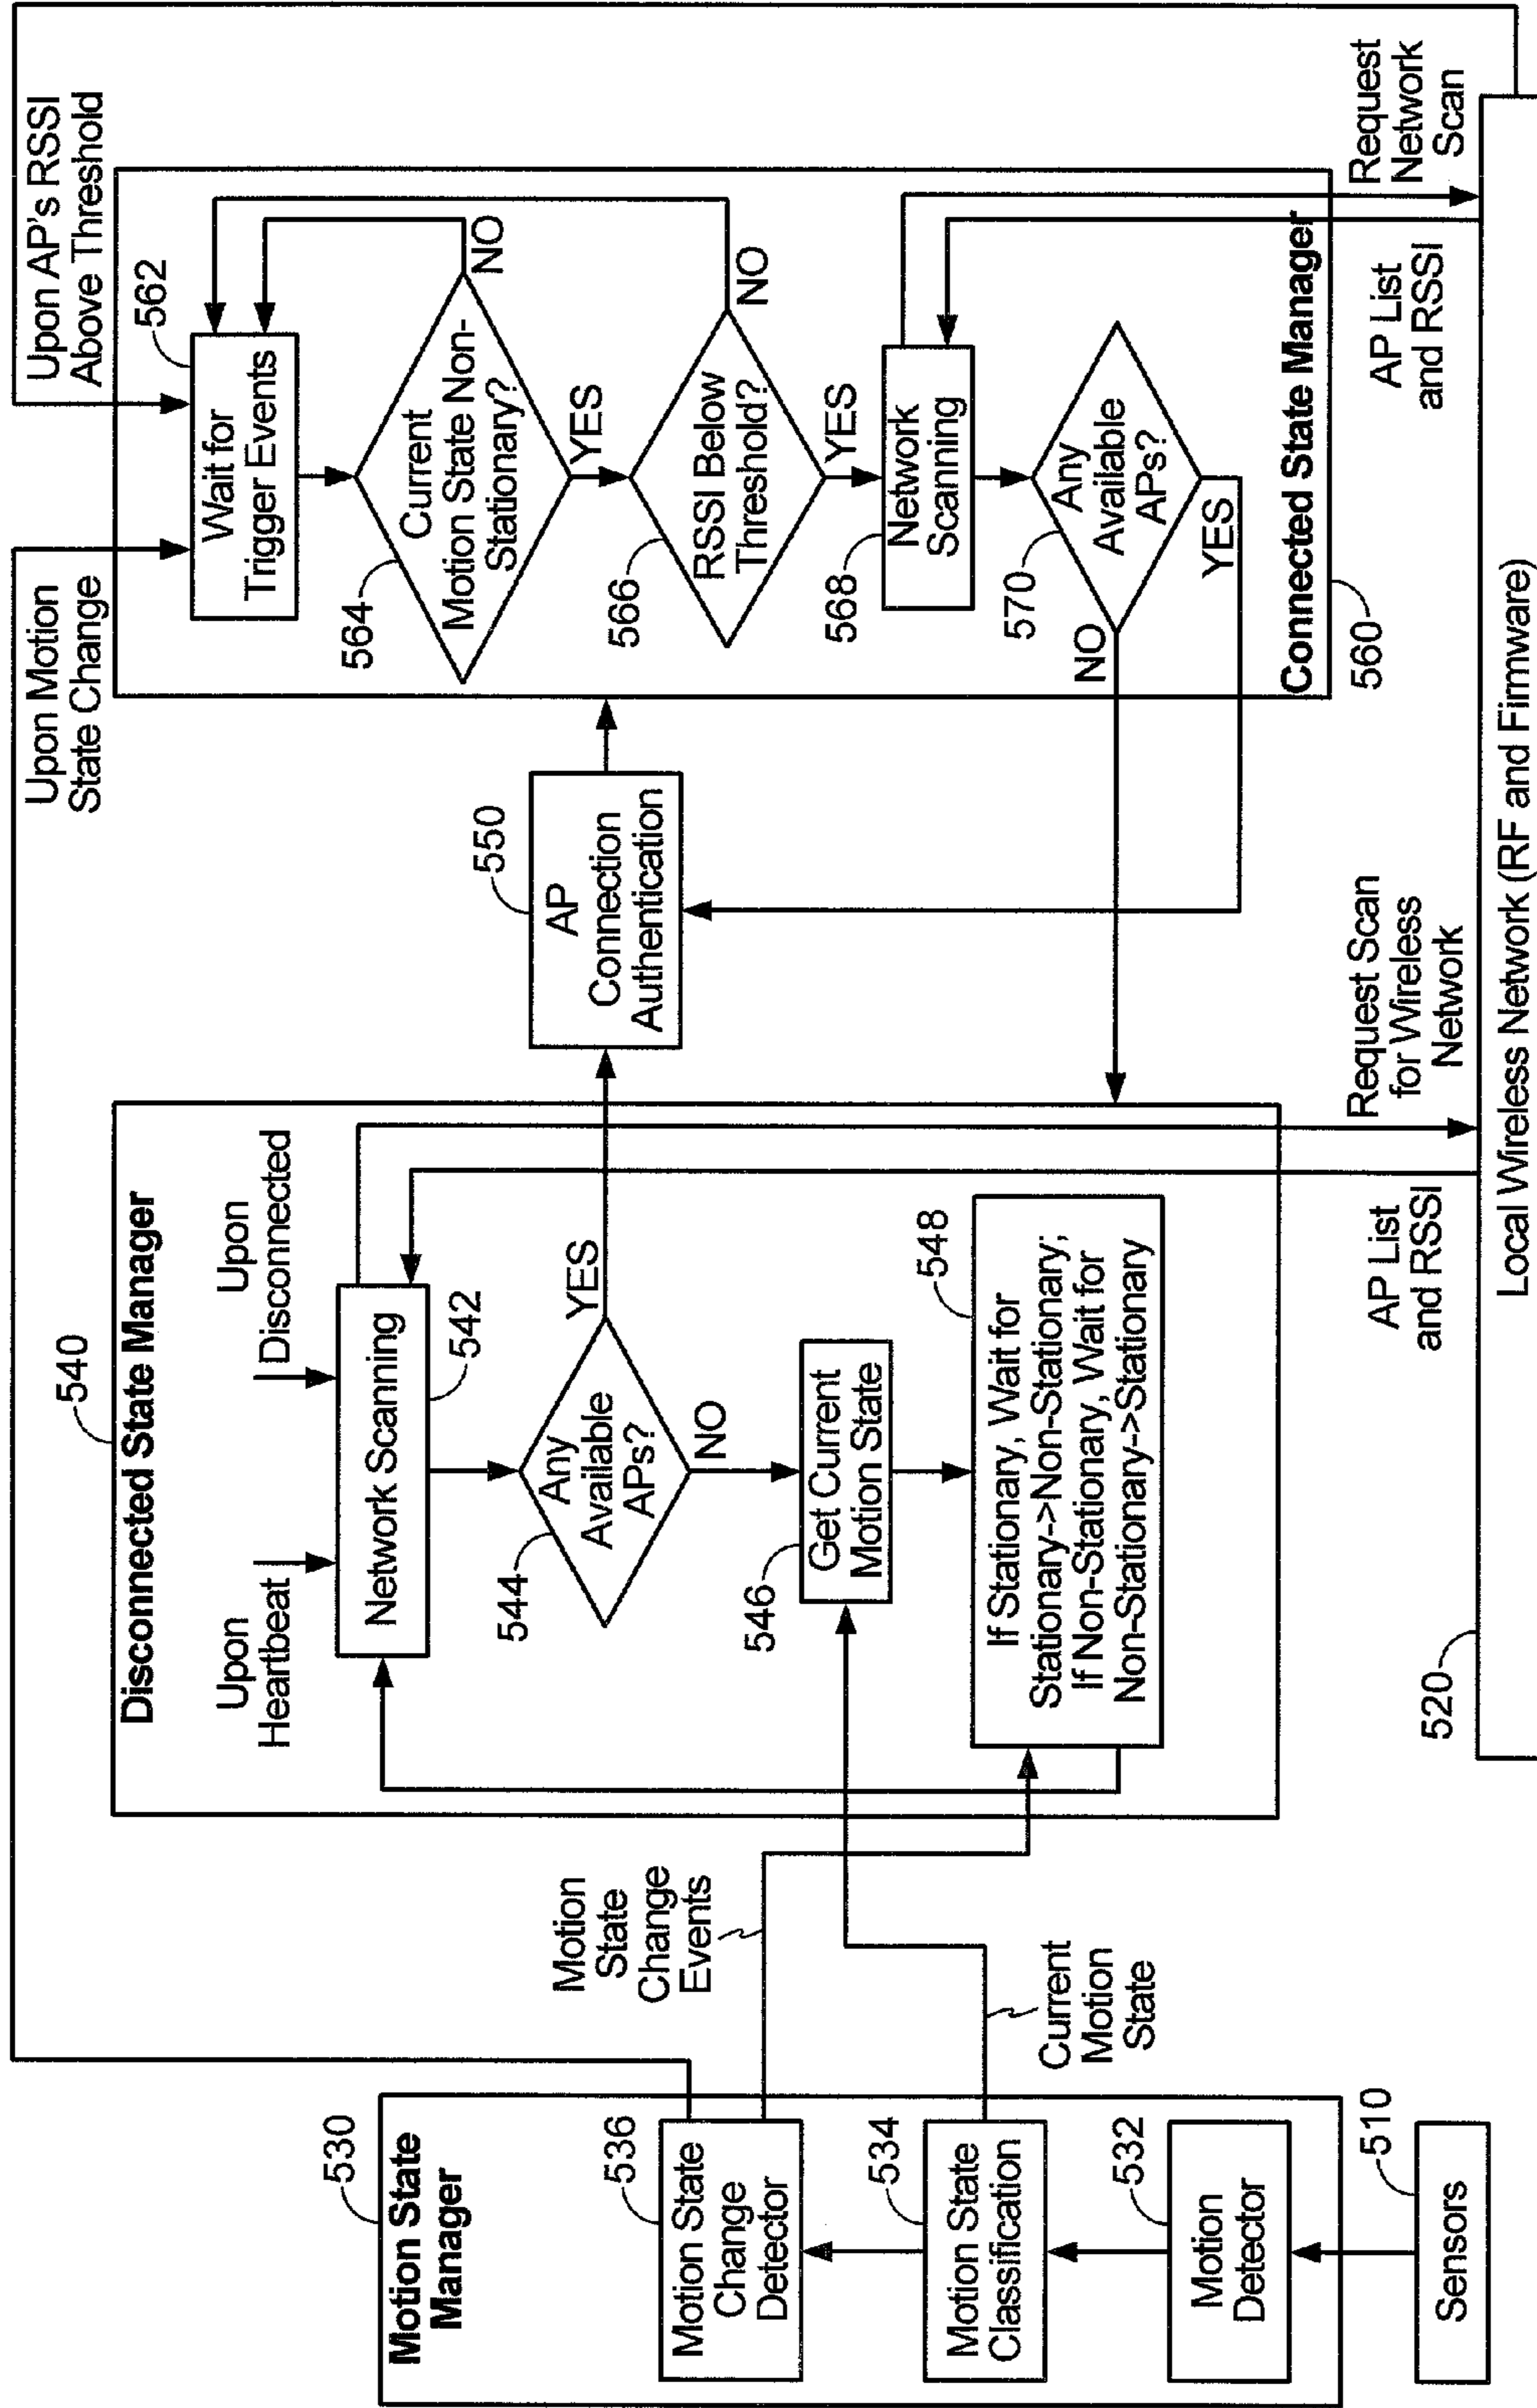 530
Motion State
Manager
536
Motion State
Change
Detector
534
Motion State
Classification
532
Motion
Detector
510
Sensors
Motion
State
Change
Events
Current
Motion
State
540
Disconnected State Manager
Upon
Heartbeat
Upon
Disconnected
Network Scanning
542
544
Any
Available
APs?
YES
NO
546
Get Current
Motion State
548
If Stationary, Wait for
Stationary->Non-Stationary;
If Non-Stationary, Wait for
Non-Stationary->Stationary
AP List
and RSSI
Request Scan
for Wireless
Network
550
AP
Connection
Authentication
Upon Motion
State Change
Upon AP's RSSI
Above Threshold
562
Wait for
Trigger Events
564
Current
Motion State Non-
Stationary?
NO
YES
566
RSSI Below
Threshold?
NO
YES
568
Network
Scanning
570
Any
Available
APs?
NO
YES
Connected State Manager
560
AP List
and RSSI
Request
Network
Scan
520
Local Wireless Network (RF and Firmware)